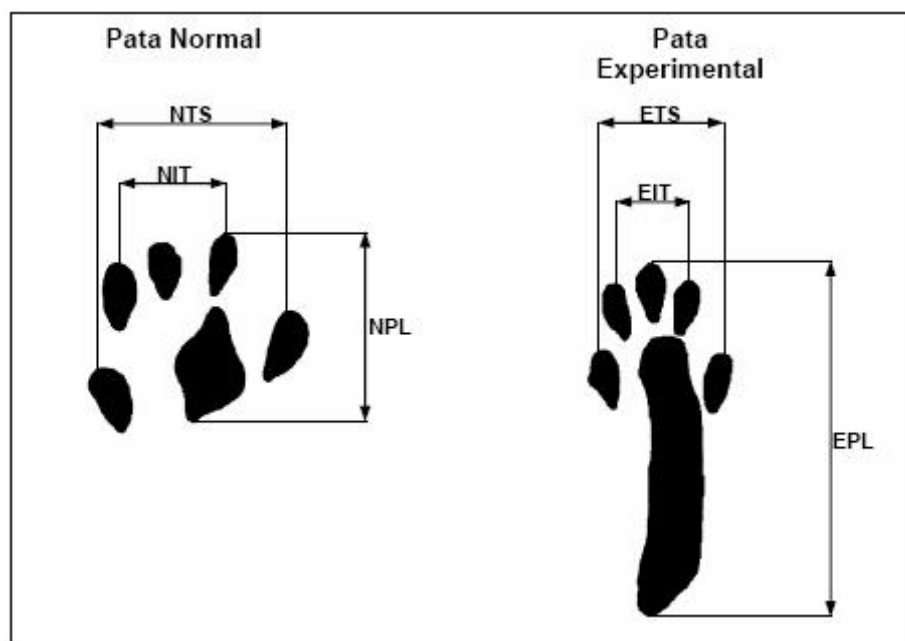 Pata Normal
Pata
Experimental
NTS
ETS
NIT
EIT
NPL
EPL